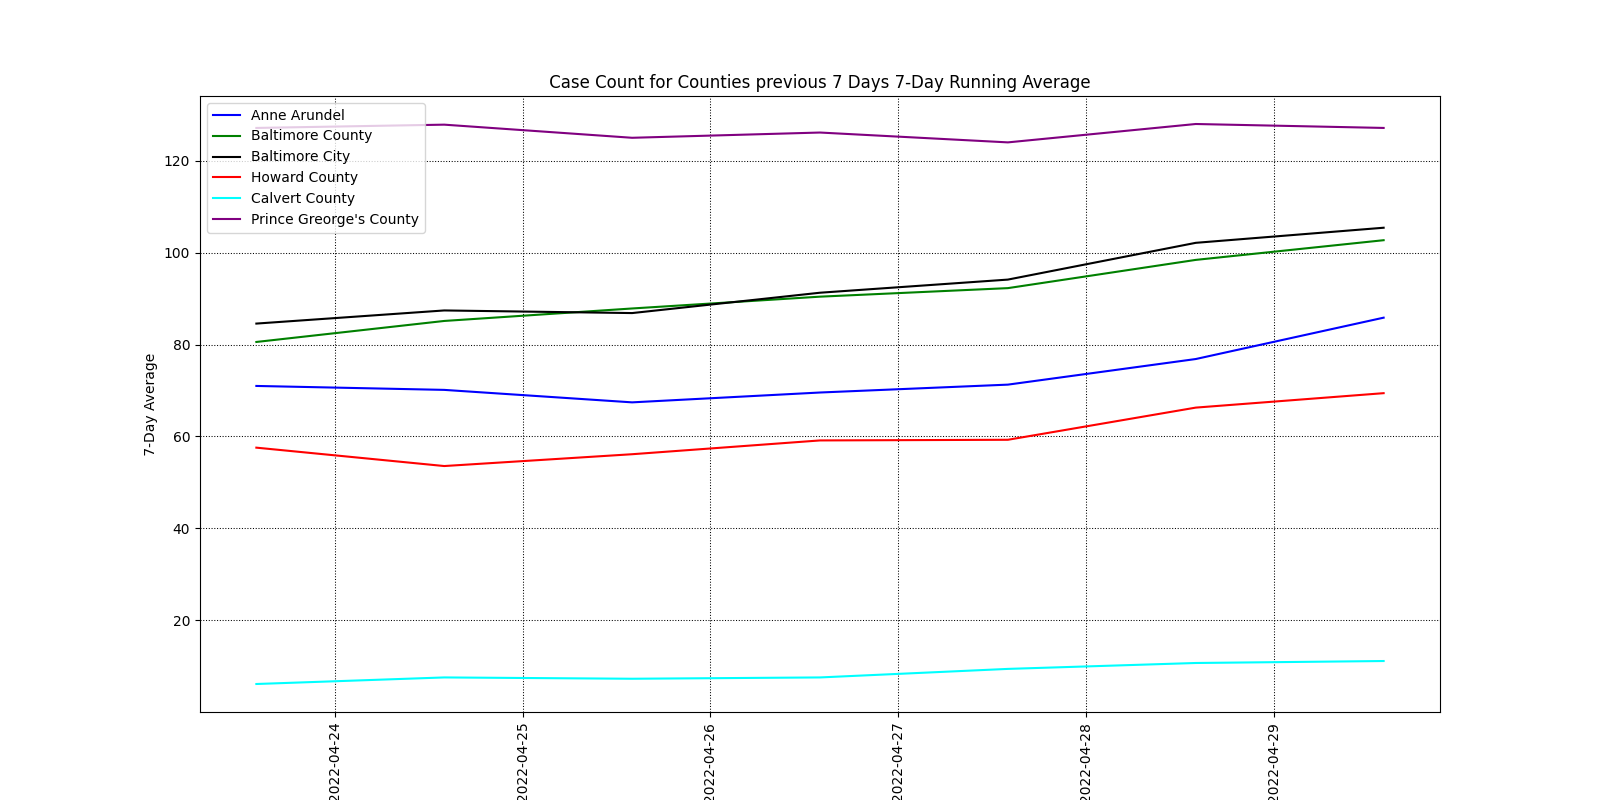 Case Count for Counties previous 7 Days 7-Day Running Average
Anne Arundel
Baltimore County
Baltimore City
Howard County
Calvert County
Prince Greorge's County
120
100
80
60
40
20
7-Day Average
2022-04-24
2022-04-25
2022-04-26
2022-04-27
2022-04-28
2022-04-29